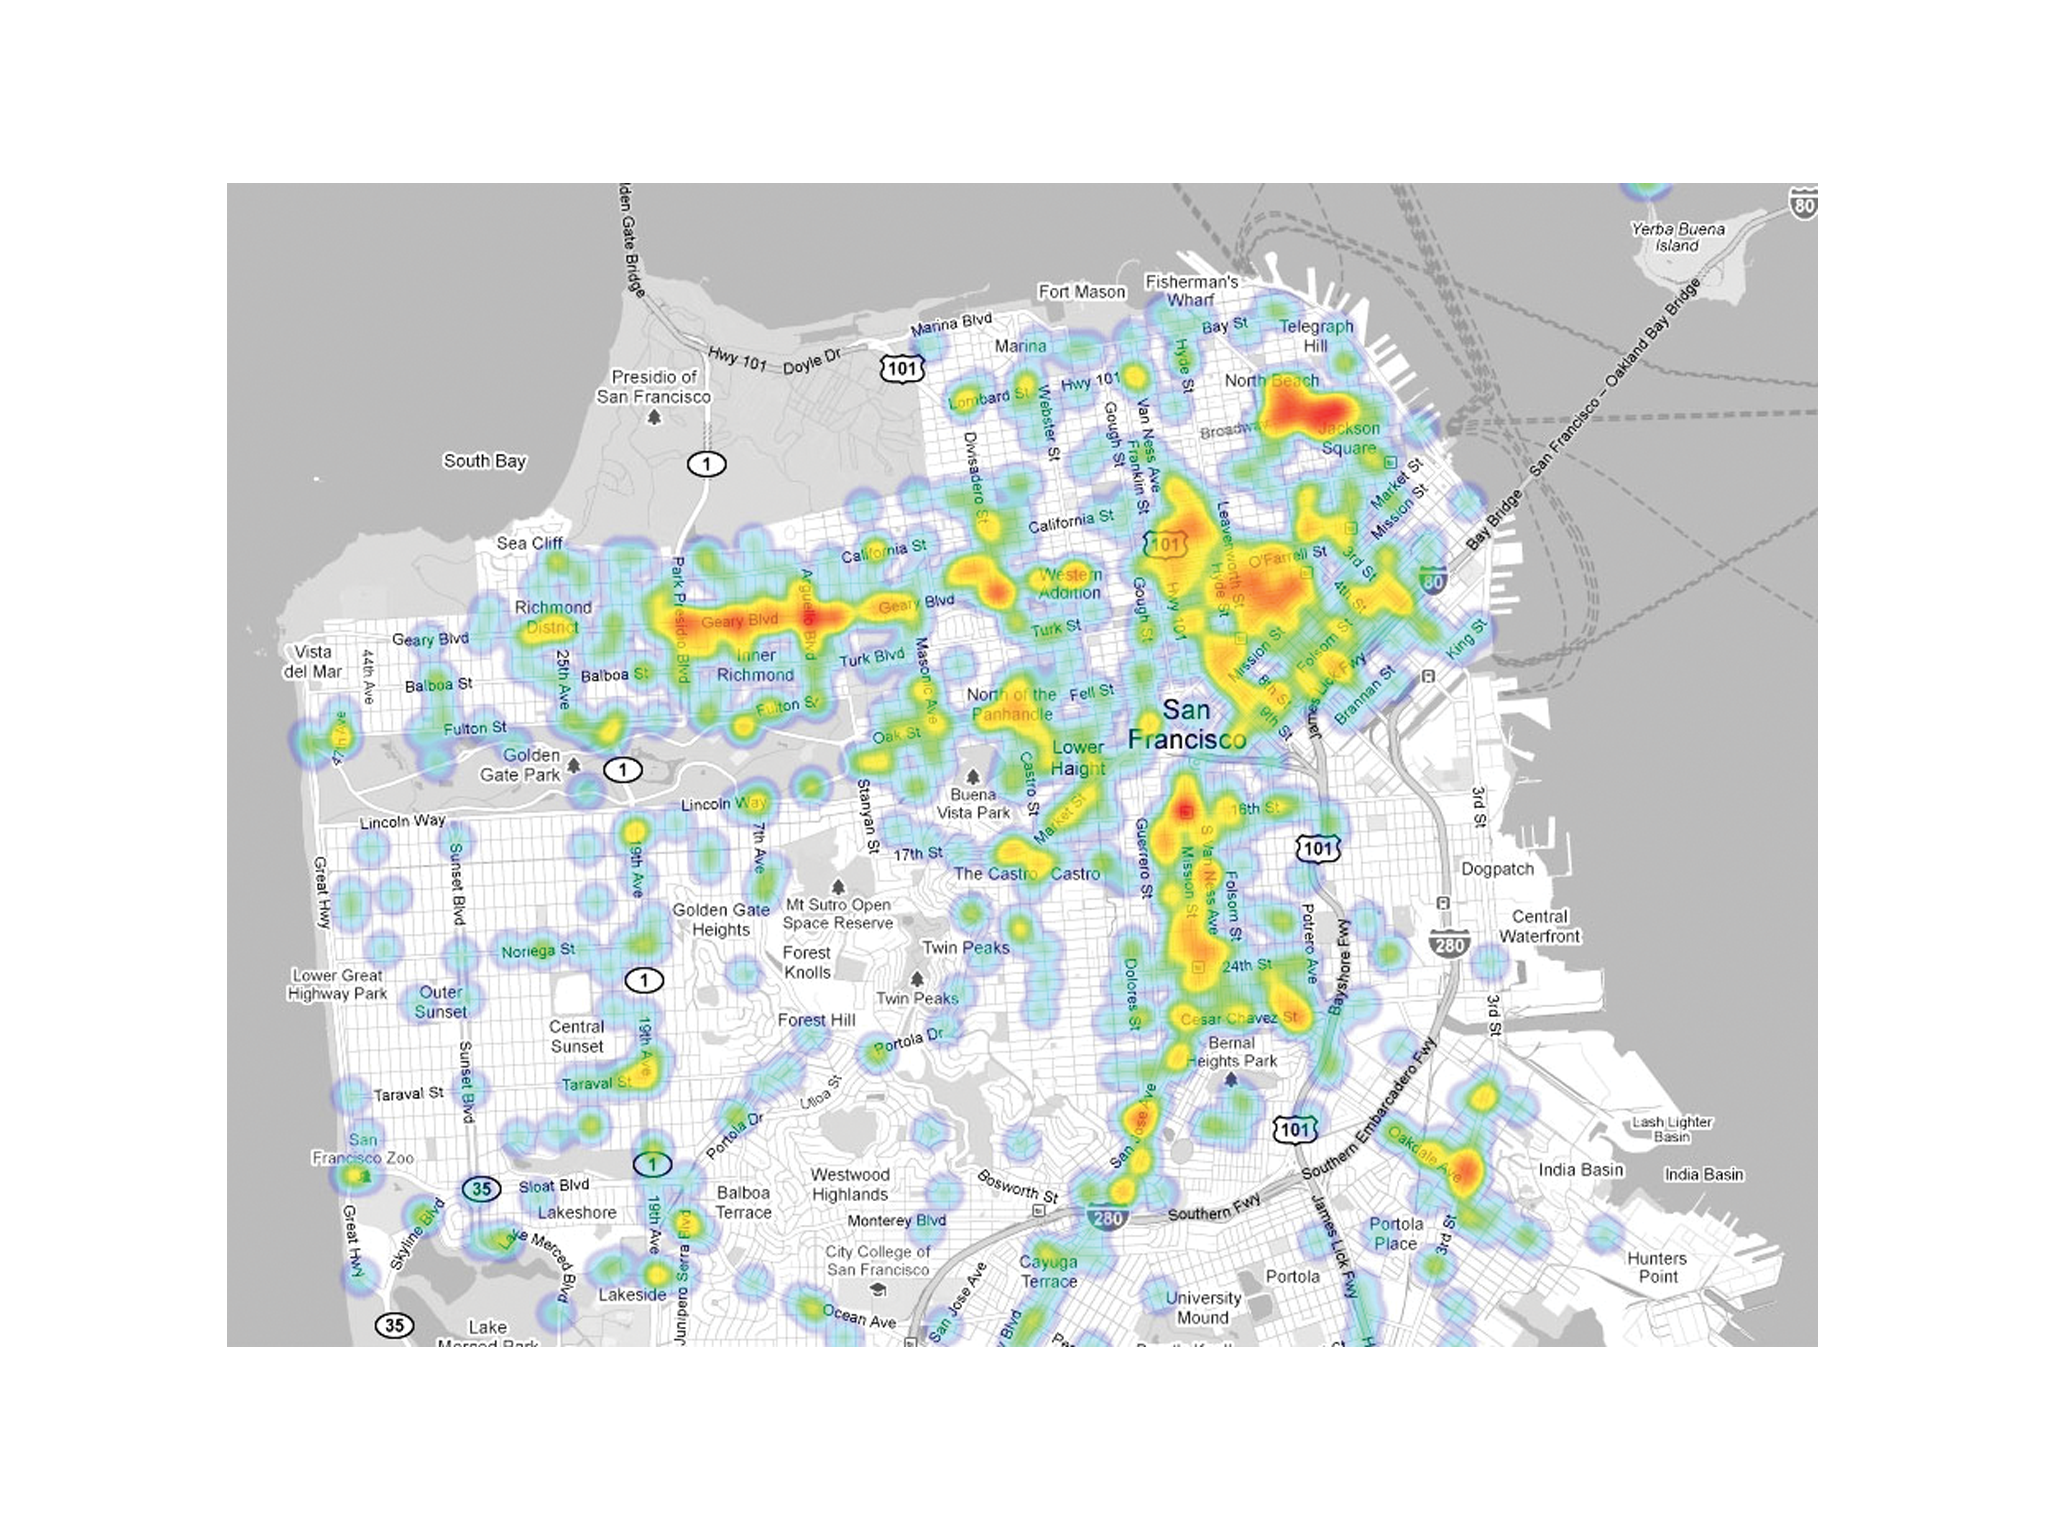 Golden Gate Bridge
80
Yerba Buena
Island
San Francisco – Oakland Bay Bridge
Bay Bridge
Fort Mason
Fisherman's
Wharf
Marina Blvd
Bay St
Telegraph
Hill
Marina
Hwy 101
Doyle Dr
101
Presidio of
San Francisco
Hyde St
North Beach
Lombard St
Hwy 101
Webster St
Gough St
Van Ness Ave
Franklin St
Broadway
Jackson
Square
Divisadero St
South Bay
1
Market St
Mission St
California St
Leavenworth St
Sea Cliff
California St
101
O'Farrell St
3rd St
80
Park Presidio Blvd
Arguello Blvd
Western
Addition
Hyde St
Hwy 101
4th St
Gough St
Geary Blvd
Geary Blvd
Richmond
District
Geary Blvd
Turk St
Folsom St
Mission St
King St
Vista
del Mar
44th Ave
25th Ave
Balboa St
Balboa St
Inner
Richmond
Turk Blvd
Masonic Ave
8th St
James Lick Fwy
Brannan St
North of the
Panhandle
Fell St
Fulton St
Fulton St
9th St
San
Francisco
Oak St
47th Ave
Golden
Gate Park
1
Lower
Haight
Castro St
Buena
Vista Park
Stanyan St
Lincoln Way
Lincoln Way
7th Ave
Market St
16th St
3rd St
Guerrero St
S Van Ness Ave
Mission St
Folsom St
101
17th St
The Castro
Castro
Dogpatch
Great Hwy
Sunset Blvd
19th Ave
Golden Gate
Heights
Mt Sutro Open
Space Reserve
Potrero Ave
Bayshore Fwy
Central
Waterfront
280
Noriega St
Forest
Knolls
Twin Peaks
24th St
Lower Great
Highway Park
Outer
Sunset
1
Twin Peaks
Dolores St
3rd St
Forest Hill
Cesar Chavez St
Central
Sunset
19th Ave
Sunset Blvd
Portola Dr
Bernal
Heights Park
Taraval St
Taraval St
Ulloa St
Portola Dr
San Jose Ave
101
Southern Embarcadero Fwy
Oakdale Ave
Lash Lighter
Basin
San
Francisco Zoo
1
India Basin
India Basin
35
Sloat Blvd
Lakeshore
19th Ave
Balboa
Terrace
Westwood
Highlands
Bosworth St
280
Southern Fwy
Monterey Blvd
Great Hwy
Skyline Blvd
Lake Merced Blvd
Junipero Serra Blvd
City College of
San Francisco
Cayuga
Terrace
James Lick Fwy
Portola
Place
3rd St
Hunters
Point
Portola
Lakeside
University
Mound
Ocean Ave
San Jose Ave
Blvd
35
Lake
Merced Park